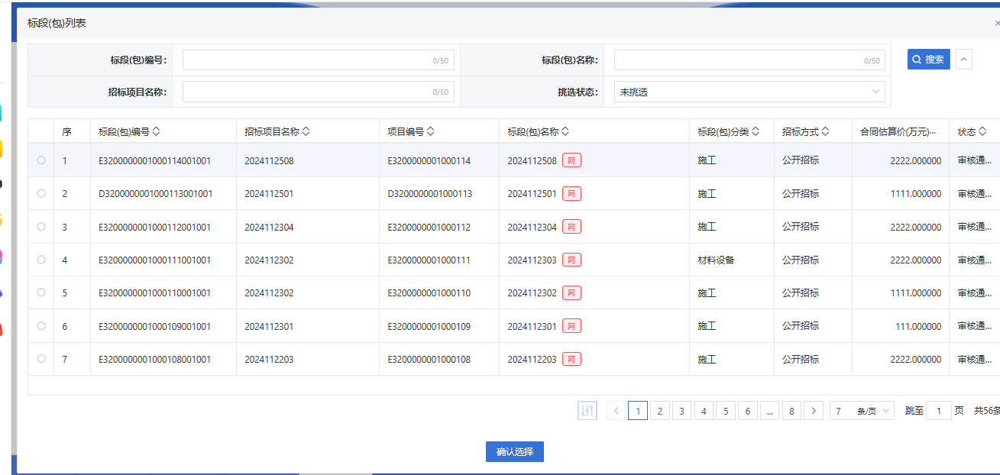 标段(包)列表
×
标段(包)编号: 0/50 标段(包)名称: 0/50 搜索
招标项目名称: 0/50 挑选状态: 未挑选
序 标段(包)编号 招标项目名称 项目编号 标段(包)名称 标段(包)分类 招标方式 合同估算价(万元)... 状态
1 E3200000001000114001001 2024112508 E3200000001000114 2024112508 网 施工 公开招标 2222.000000 审核通...
2 D3200000001000113001001 2024112501 D3200000001000113 2024112501 网 施工 公开招标 1111.000000 审核通...
3 E3200000001000112001001 2024112304 E3200000001000112 2024112304 网 施工 公开招标 2222.000000 审核通...
4 E3200000001000111001001 2024112302 E3200000001000111 2024112303 网 材料设备 公开招标 2222.000000 审核通...
5 E3200000001000110001001 2024112302 E3200000001000110 2024112302 网 施工 公开招标 1111.000000 审核通...
6 E3200000001000109001001 2024112301 E3200000001000109 2024112301 网 施工 公开招标 111.000000 审核通...
7 E3200000001000108001001 2024112203 E3200000001000108 2024112203 网 施工 公开招标 2222.000000 审核通...
1 2 3 4 5 6 ... 8 7 条/页 跳至 1 页 共56条
确认选择